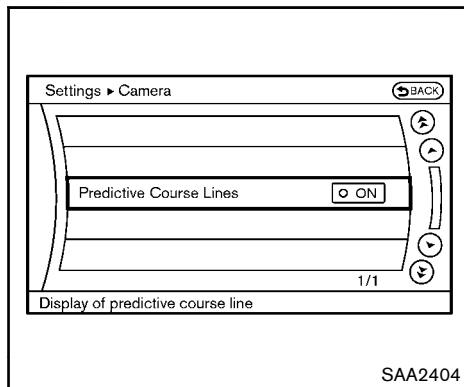 Settings ▸ Camera
BACK
Predictive Course Lines
ON
1/1
Display of predictive course line
SAA2404